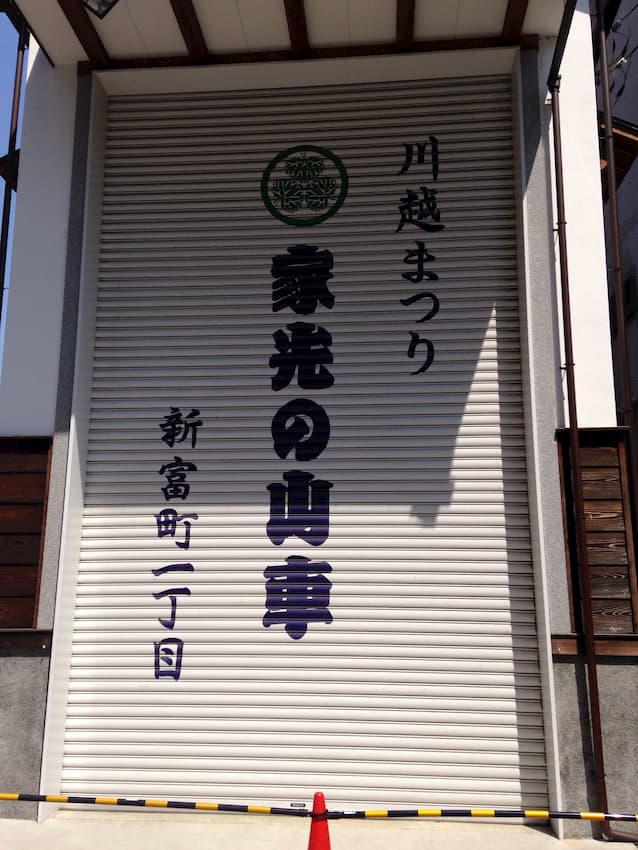 川越まつり
家光の山車
新富町一丁目